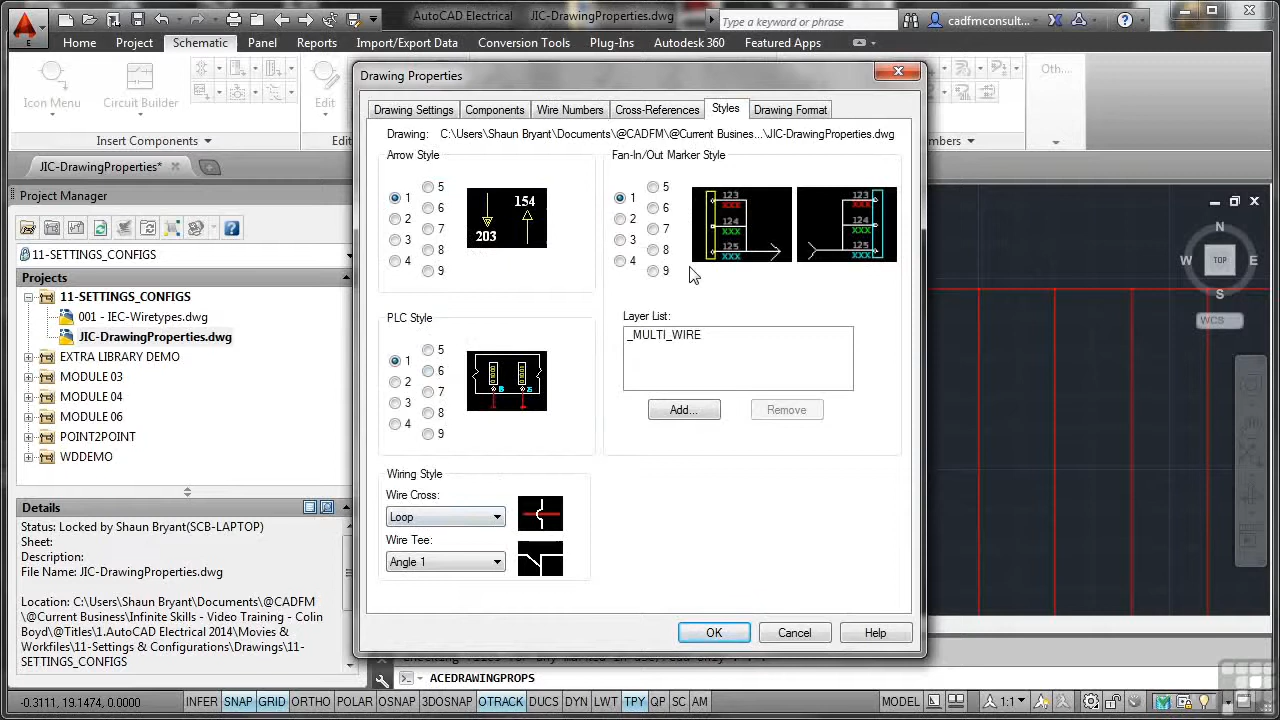 AutoCAD Electrical JIC-DrawingProperties.dwg
Type a keyword or phrase
cadfmconsult...
Home Project Schematic Panel Reports Import/Export Data Conversion Tools Plug-Ins Autodesk 360 Featured Apps
Icon Menu
Circuit Builder
Edit
Oth...
Insert Components
JIC-DrawingProperties*
Project Manager
11-SETTINGS_CONFIGS
Projects
11-SETTINGS_CONFIGS
001 - IEC-Wiretypes.dwg
JIC-DrawingProperties.dwg
EXTRA LIBRARY DEMO
MODULE 03
MODULE 04
MODULE 06
POINT2POINT
WDDEMO
Details
Status: Locked by Shaun Bryant(SCB-LAPTOP)
Sheet:
Description:
File Name: JIC-DrawingProperties.dwg
Location: C:\Users\Shaun Bryant\Documents\@CADFM
\@Current Business\Infinite Skills - Video Training - Colin
Boyd\@Titles\1.AutoCAD Electrical 2014\Movies &
Workfiles\11-Settings & Configurations\Drawings\11-
SETTINGS_CONFIGS
Drawing Properties
Drawing Settings Components Wire Numbers Cross-References Styles Drawing Format
Drawing: C:\Users\Shaun Bryant\Documents\@CADFM\@Current Busines...\JIC-DrawingProperties.dwg
Arrow Style
1
2
3
4
5
6
7
8
9
203
154
Fan-In/Out Marker Style
1
2
3
4
5
6
7
8
9
123
XXX
124
XXX
125
XXX
123
XXX
124
XXX
125
XXX
PLC Style
1
2
3
4
5
6
7
8
9
Layer List:
_MULTI_WIRE
Add... Remove
Wiring Style
Wire Cross:
Loop
Wire Tee:
Angle 1
OK Cancel Help
N
W TOP E
S
WCS
ACEDRAWINGPROPS
-0.3111, 19.1474, 0.0000 INFER SNAP GRID ORTHO POLAR OSNAP 3DOSNAP OTRACK DUCS DYN LWT TPY QP SC AM MODEL 1:1